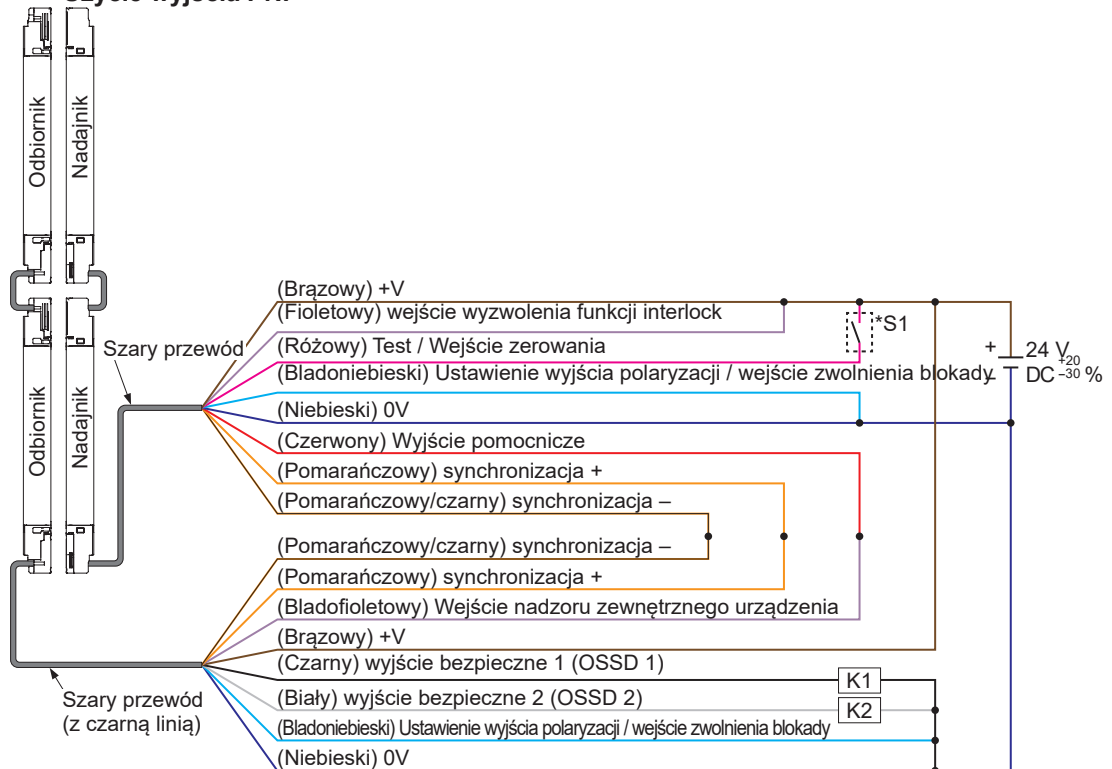 Odbiornik
Nadajnik
Odbiornik
Nadajnik
Szary przewód
(Brązowy) +V
(Fioletowy) wejście wyzwolenia funkcji interlock
*S1
(Różowy) Test / Wejście zerowania
(Bladoniebieski) Ustawienie wyjścia polaryzacji / wejście zwolnienia blokady
+
–
24 V
DC +20 –30 %
(Niebieski) 0V
(Czerwony) Wyjście pomocnicze
(Pomarańczowy) synchronizacja +
(Pomarańczowy/czarny) synchronizacja –
(Pomarańczowy/czarny) synchronizacja –
(Pomarańczowy) synchronizacja +
(Bladofioletowy) Wejście nadzoru zewnętrznego urządzenia
(Brązowy) +V
(Czarny) wyjście bezpieczne 1 (OSSD 1)
K1
(Biały) wyjście bezpieczne 2 (OSSD 2)
K2
Szary przewód
(z czarną linią)
(Bladoniebieski) Ustawienie wyjścia polaryzacji / wejście zwolnienia blokady
(Niebieski) 0V